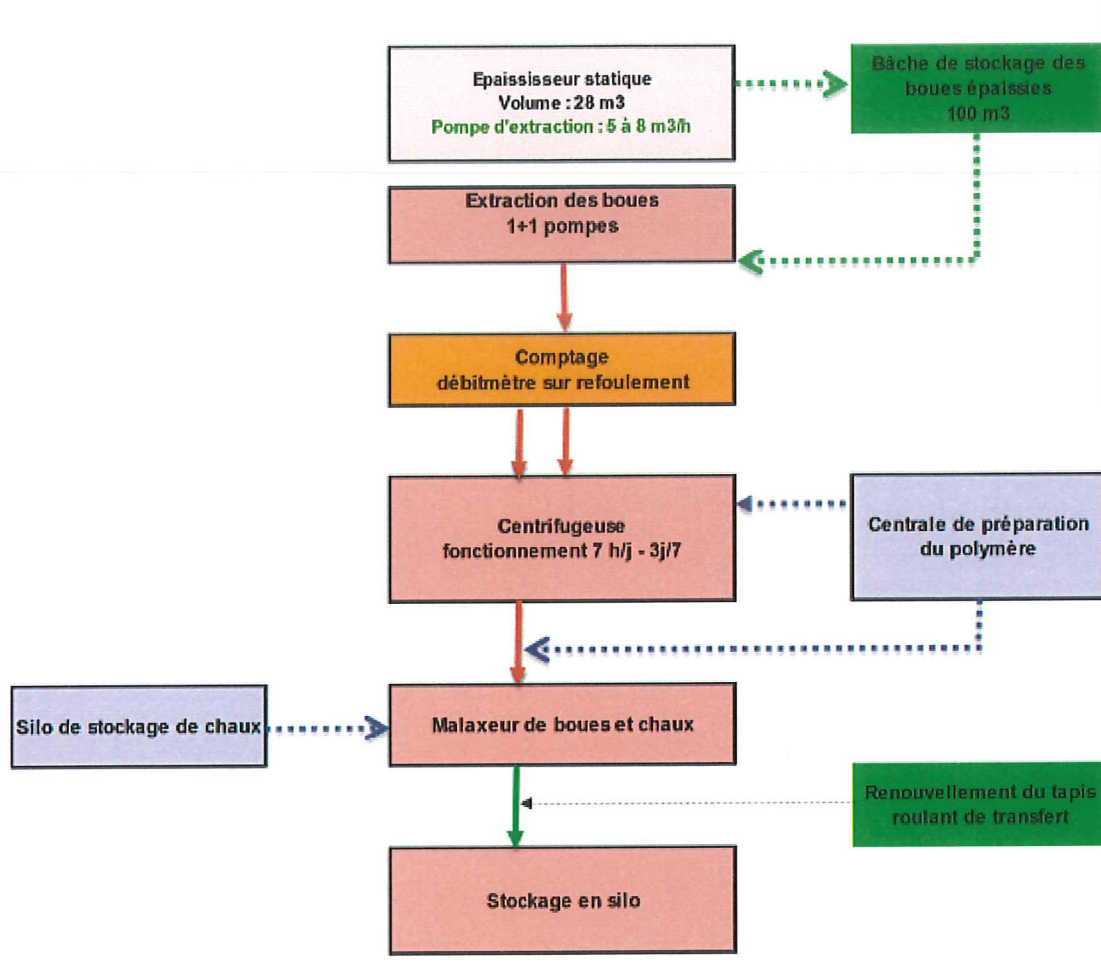 Epaississeur statique
Volume : 28 m3
Pompe d'extraction : 5 à 8 m3/h
Bâche de stockage des
boues épaissies
100 m3
Extraction des boues
1+1 pompes
Comptage
débitmètre sur refoulement
Centrifugeuse
fonctionnement 7 h/j - 3j/7
Centrale de préparation
du polymère
Silo de stockage de chaux
Malaxeur de boues et chaux
Renouvellement du tapis
roulant de transfert
Stockage en silo